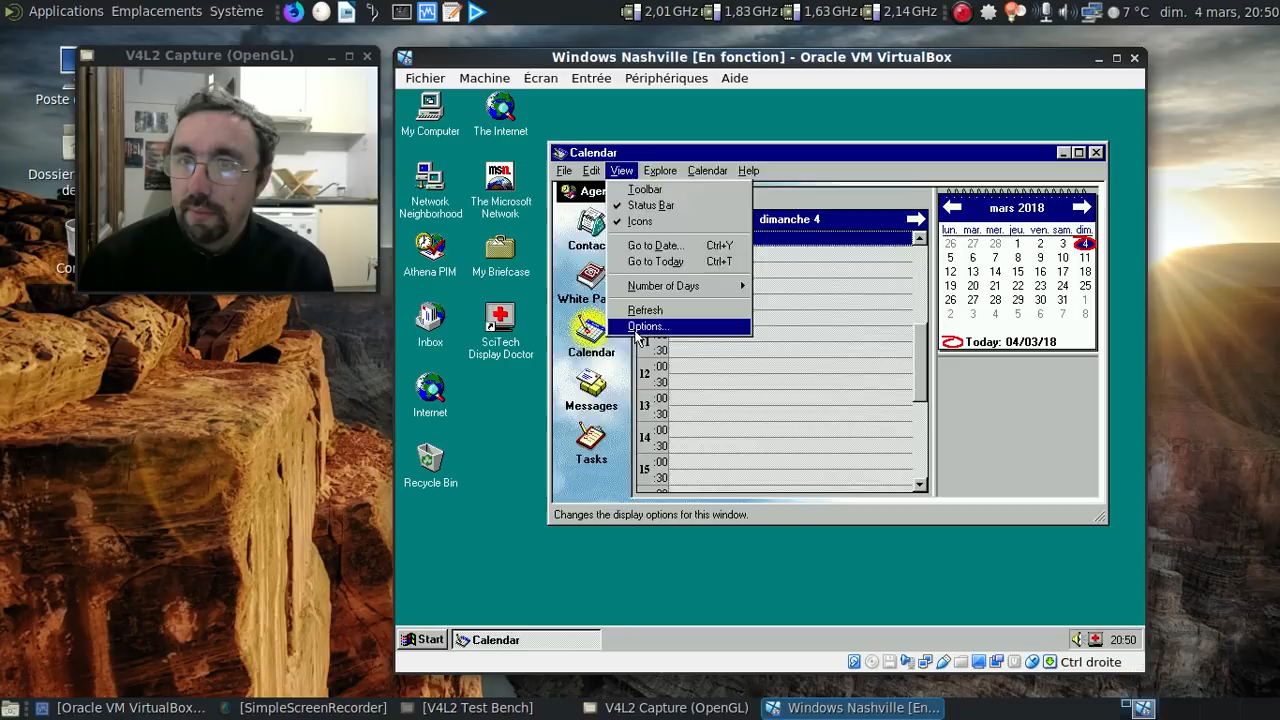 Applications Emplacements Système
2,01 GHz 1,83 GHz 1,63 GHz 2,14 GHz
7 °C dim. 4 mars, 20:50
V4L2 Capture (OpenGL)
Poste
Dossier
de
Windows Nashville [En fonction] - Oracle VM VirtualBox
Fichier Machine Écran Entrée Périphériques Aide
My Computer
The Internet
Network
Neighborhood
The Microsoft
Network
Athena PIM
My Briefcase
Inbox
SciTech
Display Doctor
Internet
Recycle Bin
Calendar
File Edit View Explore Calendar Help
Toolbar
Status Bar
Icons
Go to Date... Ctrl+Y
Go to Today Ctrl+T
Number of Days
Refresh
Options...
Contac
White Pa
Calendar
Messages
Tasks
dimanche 4
:30
12 :00
:30
13 :00
:30
14 :00
:30
15 :00
:30
mars 2018
lun. mar. mer. jeu. ven. sam. dim.
26 27 28 1 2 3 4
5 6 7 8 9 10 11
12 13 14 15 16 17 18
19 20 21 22 23 24 25
26 27 28 29 30 31 1
2 3 4 5 6 7 8
Today: 04/03/18
Changes the display options for this window.
Start
Calendar
20:50
Ctrl droite
[Oracle VM VirtualBox...
[SimpleScreenRecorder]
[V4L2 Test Bench]
V4L2 Capture (OpenGL)
Windows Nashville [En...